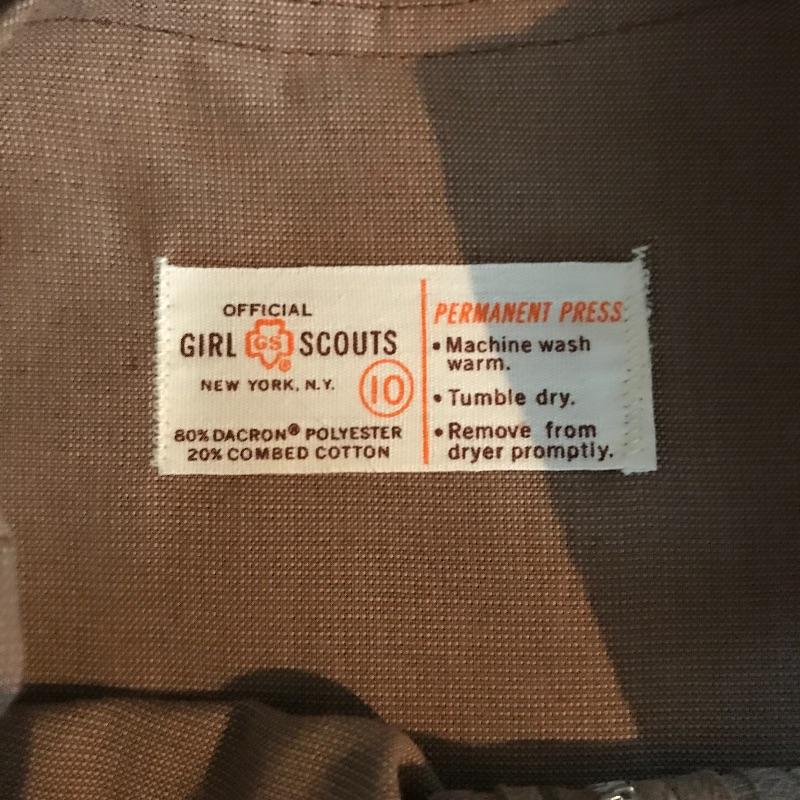 OFFICIAL
GIRL GS SCOUTS
®
NEW YORK, N.Y.
10
80% DACRON® POLYESTER
20% COMBED COTTON
PERMANENT PRESS
• Machine wash
warm.
• Tumble dry.
• Remove from
dryer promptly.